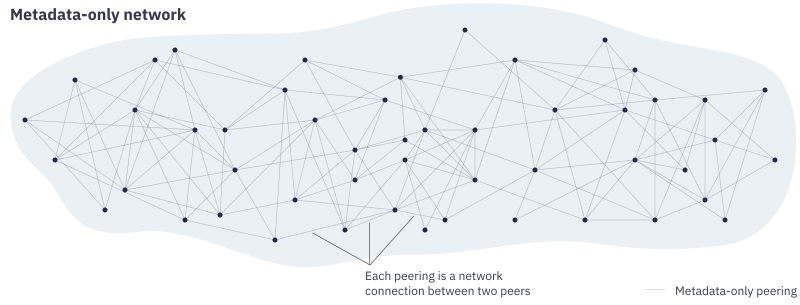 Metadata-only network
Each peering is a network
connection between two peers
Metadata-only peering